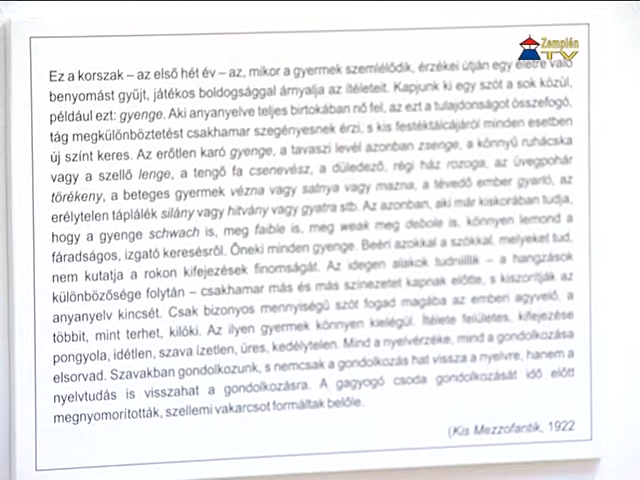 Zemplén
TV
Ez a korszak – az első hét év – az, mikor a gyermek szemlélődik, érzékei útján egy életre való
benyomást gyűjt, játékos boldogsággal árnyalja az ítéleteit. Kapjunk ki egy szót a sok közül,
például ezt: gyenge. Aki anyanyelve teljes birtokában nő fel, az ezt a tulajdonságot összefogó,
tág megkülönböztetést csakhamar szegényesnek érzi, s kis festéktálcájáról minden esetben
új színt keres. Az erőtlen karó gyenge, a tavaszi levél azonban zsenge, a könnyű ruhácska
vagy a szellő lenge, a tengő fa csenevész, a düledező, régi ház rozoga, az üvegpohár
törékeny, a beteges gyermek vézna vagy satnya vagy mazna, a tévedő ember gyarló, az
erélytelen táplálék silány vagy hitvány vagy gyatra stb. Az azonban, aki már kiskorában tudja,
hogy a gyenge schwach is, meg faible is, meg weak meg debole is, könnyen lemond a
fáradságos, izgató keresésről. Őneki minden gyenge. Beéri azokkal a szókkal, melyeket tud,
nem kutatja a rokon kifejezések finomságát. Az idegen alakok tudniillik – a hangzások
különbözősége folytán – csakhamar más és más színezetet kapnak előtte, s kiszorítják az
anyanyelv kincsét. Csak bizonyos mennyiségű szót fogad magába az emberi agyvelő, a
többit, mint terhet, kilöki. Az ilyen gyermek könnyen kielégül. Ítélete felületes, kifejezése
pongyola, idétlen, szava ízetlen, üres, kedélytelen. Mind a nyelvérzéke, mind a gondolkozása
elsorvad. Szavakban gondolkozunk, s nemcsak a gondolkozás hat vissza a nyelvre, hanem a
nyelvtudás is visszahat a gondolkozásra. A gagyogó csoda gondolkozását idő előtt
megnyomorították, szellemi vakarcsot formáltak belőle.
(Kis Mezzofantik, 1922